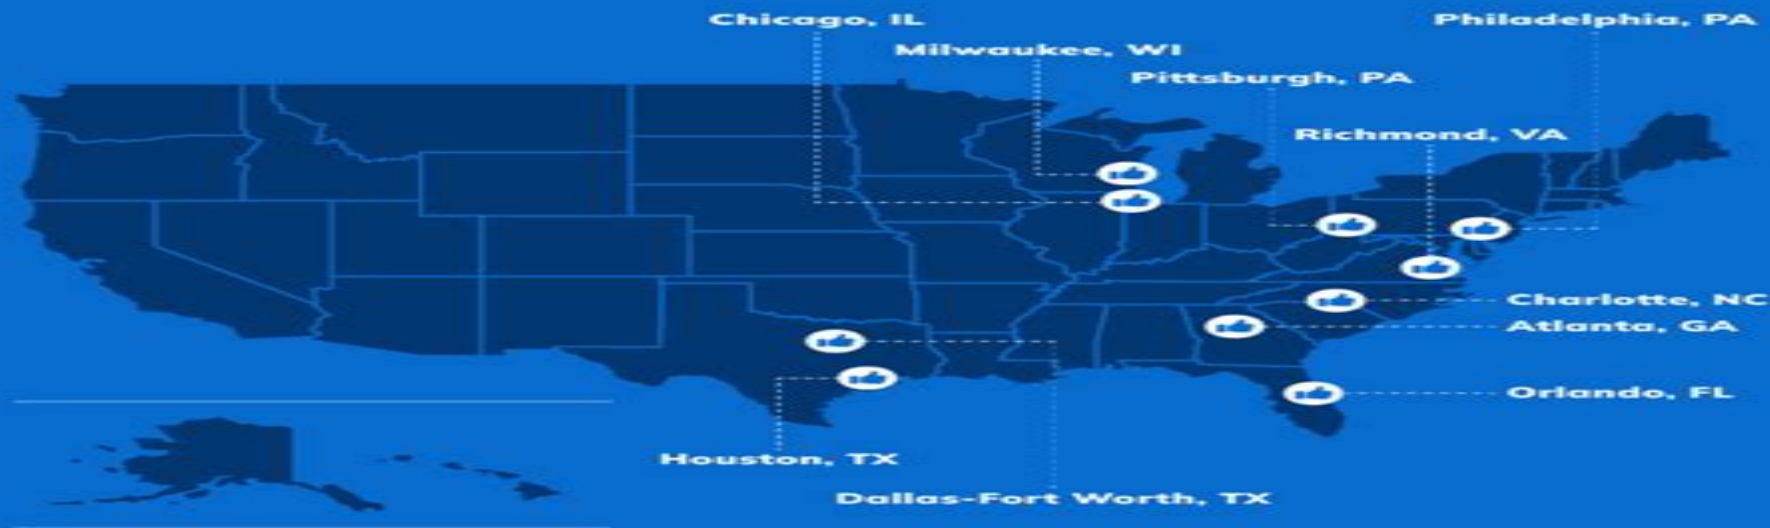 Chicago, IL
Philadelphia, PA
Milwaukee, WI
Pittsburgh, PA
Richmond, VA
Charlotte, NC
Atlanta, GA
Orlando, FL
Houston, TX
Dallas-Fort Worth, TX